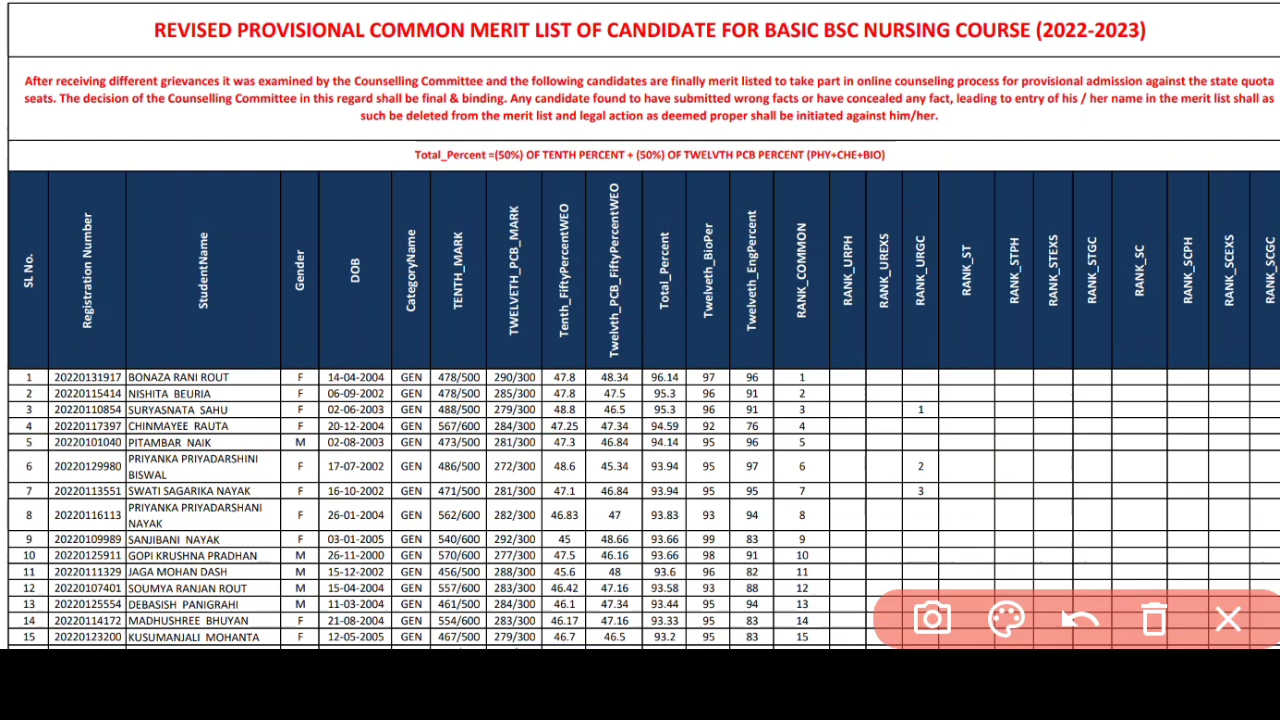 REVISED PROVISIONAL COMMON MERIT LIST OF CANDIDATE FOR BASIC BSC NURSING COURSE (2022-2023)
After receiving different grievances it was examined by the Counselling Committee and the following candidates are finally merit listed to take part in online counseling process for provisional admission against the state quota
seats. The decision of the Counselling Committee in this regard shall be final & binding. Any candidate found to have submitted wrong facts or have concealed any fact, leading to entry of his / her name in the merit list shall as
such be deleted from the merit list and legal action as deemed proper shall be initiated against him/her.
Total_Percent =(50%) OF TENTH PERCENT + (50%) OF TWELVTH PCB PERCENT (PHY+CHE+BIO)
SL No. Registration Number StudentName Gender DOB CategoryName TENTH_MARK TWELVETH_PCB_MARK Tenth_FiftyPercentWEO Twelvth_PCB_FiftyPercentWEO Total_Percent Twelveth_BioPer Twelveth_EngPercent RANK_COMMON RANK_URPH RANK_UREXS RANK_URGC RANK_ST RANK_STPH RANK_STEXS RANK_STGC RANK_SC RANK_SCPH RANK_SCEXS RANK_SCGC
1 20220131917 BONAZA RANI ROUT F 14-04-2004 GEN 478/500 290/300 47.8 48.34 96.14 97 96 1
2 20220115414 NISHITA BEURIA F 06-09-2002 GEN 478/500 285/300 47.8 47.5 95.3 96 91 2
3 20220110854 SURYASNATA SAHU F 02-06-2003 GEN 488/500 279/300 48.8 46.5 95.3 96 91 3 1
4 20220117397 CHINMAYEE RAUTA F 20-12-2004 GEN 567/600 284/300 47.25 47.34 94.59 92 76 4
5 20220101040 PITAMBAR NAIK M 02-08-2003 GEN 473/500 281/300 47.3 46.84 94.14 95 96 5
6 20220129980 PRIYANKA PRIYADARSHINI
BISWAL F 17-07-2002 GEN 486/500 272/300 48.6 45.34 93.94 95 97 6 2
7 20220113551 SWATI SAGARIKA NAYAK F 16-10-2002 GEN 471/500 281/300 47.1 46.84 93.94 95 95 7 3
8 20220116113 PRIYANKA PRIYADARSHANI
NAYAK F 26-01-2004 GEN 562/600 282/300 46.83 47 93.83 93 94 8
9 20220109989 SANJIBANI NAYAK F 03-01-2005 GEN 540/600 292/300 45 48.66 93.66 99 83 9
10 20220125911 GOPI KRUSHNA PRADHAN M 26-11-2000 GEN 570/600 277/300 47.5 46.16 93.66 98 91 10
11 20220111329 JAGA MOHAN DASH M 15-12-2002 GEN 456/500 288/300 45.6 48 93.6 96 82 11
12 20220107401 SOUMYA RANJAN ROUT M 15-04-2004 GEN 557/600 283/300 46.42 47.16 93.58 93 88 12
13 20220125554 DEBASISH PANIGRAHI M 11-03-2004 GEN 461/500 284/300 46.1 47.34 93.44 95 94 13
14 20220114172 MADHUSHREE BHUYAN F 21-08-2004 GEN 554/600 283/300 46.17 47.16 93.33 95 83 14
15 20220123200 KUSUMANJALI MOHANTA F 12-05-2005 GEN 467/500 279/300 46.7 46.5 93.2 95 83 15